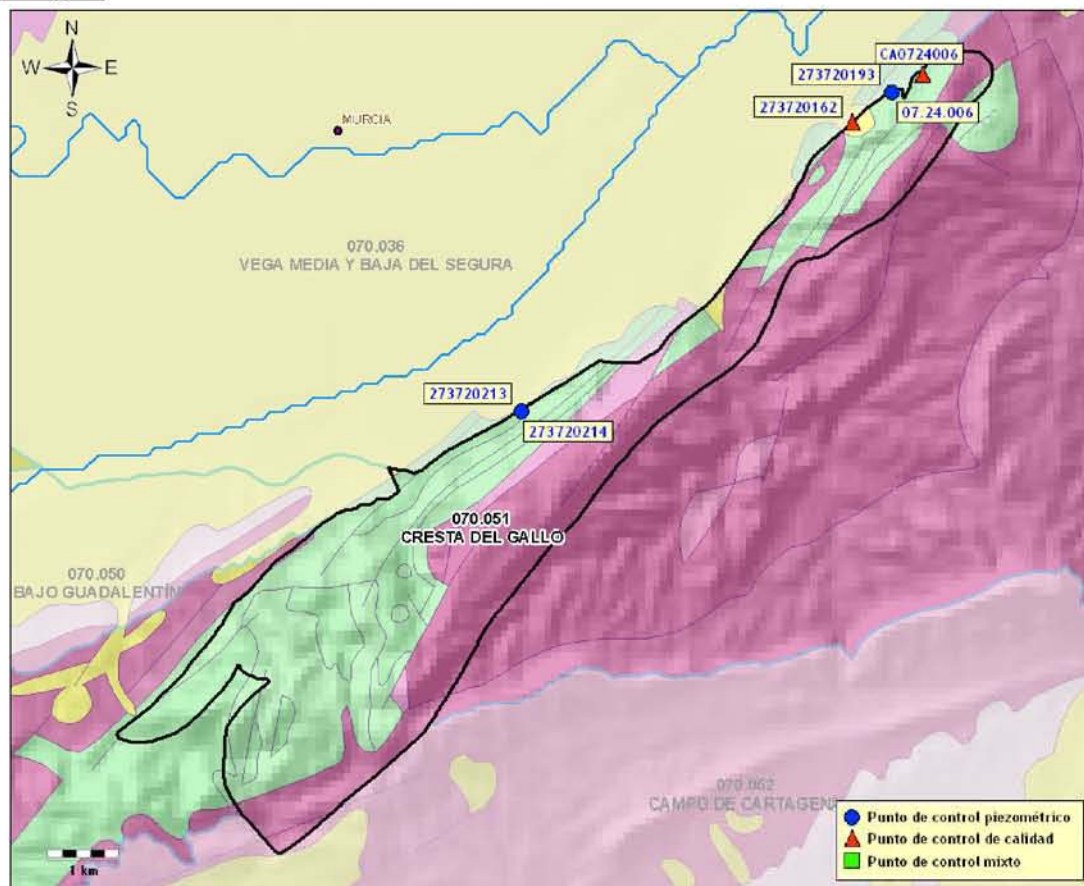 N
W E
S
MURCIA
CA0724006
273720193
273720162
07.24.006
070.036
VEGA MEDIA Y BAJA DEL SEGURA
273720213
273720214
070.051
CRESTA DEL GALLO
070.050
BAJO GUADALENTÍN
070.052
CAMPO DE CARTAGENA
Punto de control piezométrico
Punto de control de calidad
Punto de control mixto
1 km